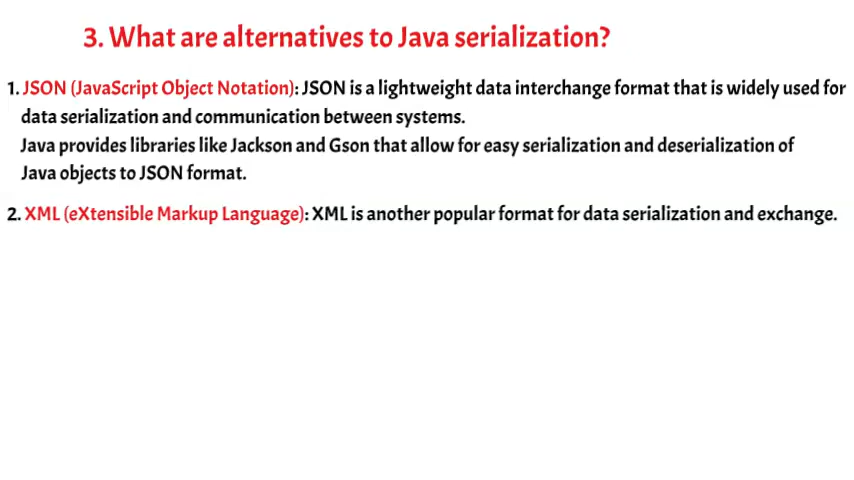 3. What are alternatives to Java serialization?
1. JSON (JavaScript Object Notation): JSON is a lightweight data interchange format that is widely used for
data serialization and communication between systems.
Java provides libraries like Jackson and Gson that allow for easy serialization and deserialization of
Java objects to JSON format.
2. XML (eXtensible Markup Language): XML is another popular format for data serialization and exchange.